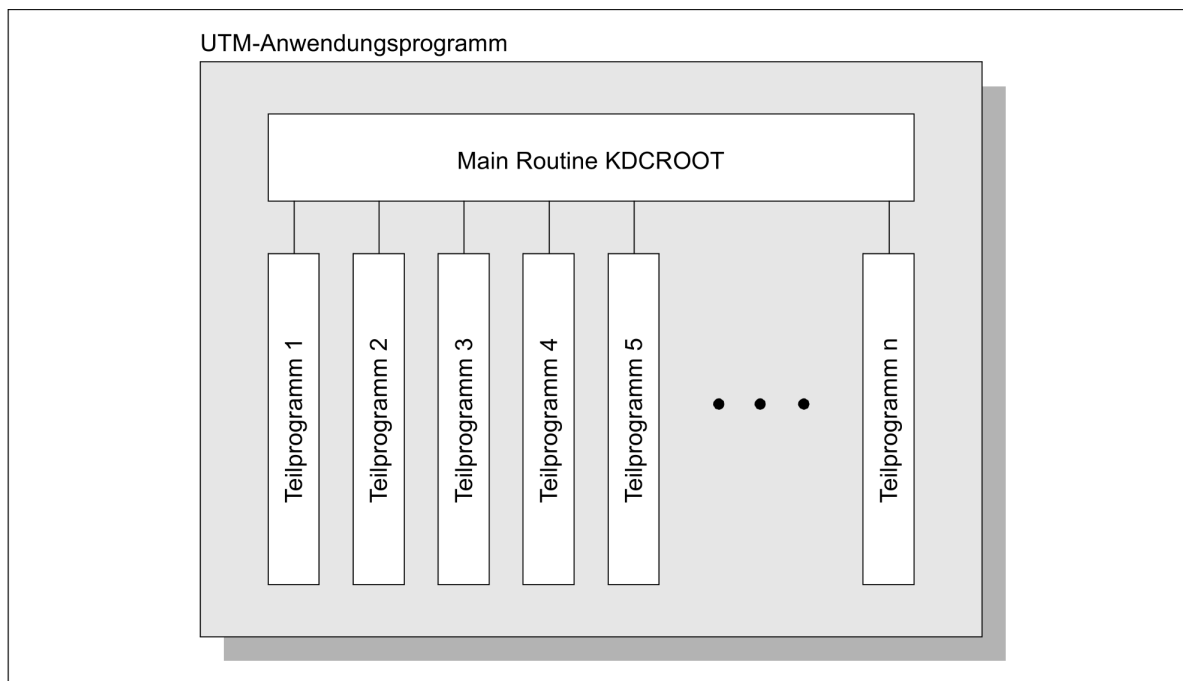 UTM-Anwendungsprogramm
Main Routine KDCROOT
Teilprogramm 1
Teilprogramm 2
Teilprogramm 3
Teilprogramm 4
Teilprogramm 5
Teilprogramm n